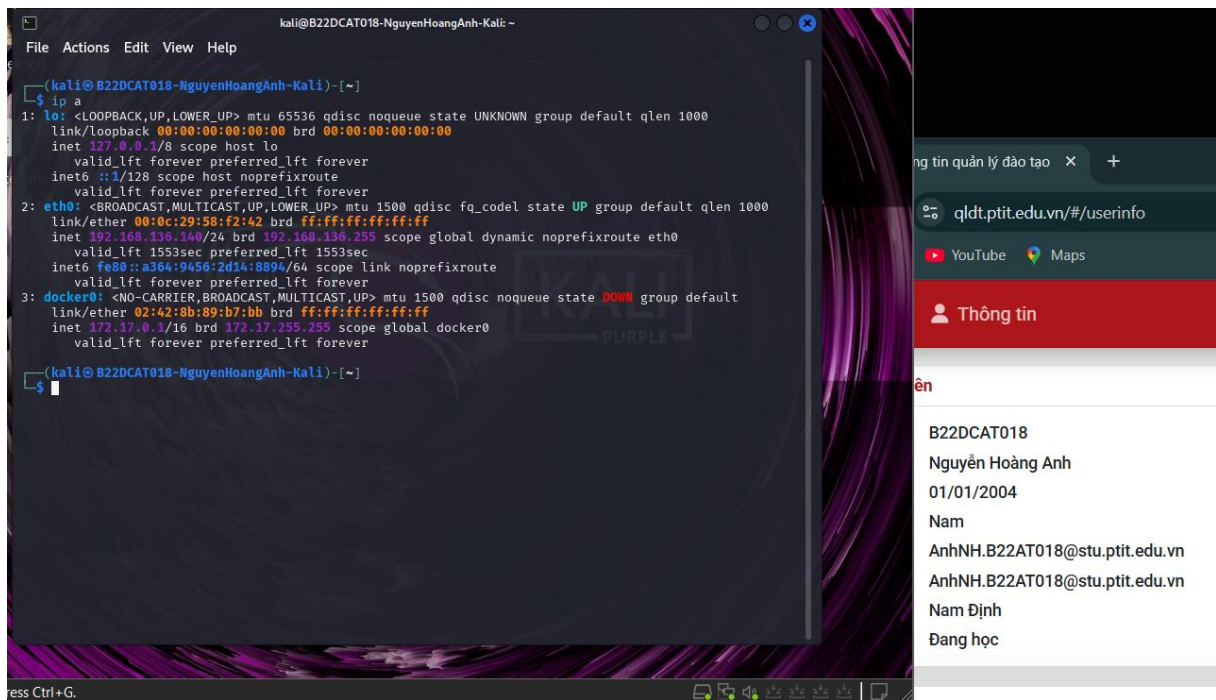 kali@B22DCAT018-NguyenHoangAnh-Kali: ~
File Actions Edit View Help
(kali㉿B22DCAT018-NguyenHoangAnh-Kali)-[~]
$ ip a
1: lo: <LOOPBACK,UP,LOWER_UP> mtu 65536 qdisc noqueue state UNKNOWN group default qlen 1000
link/loopback 00:00:00:00:00:00 brd 00:00:00:00:00:00
inet 127.0.0.1/8 scope host lo
valid_lft forever preferred_lft forever
inet6 ::1/128 scope host noprefixroute
valid_lft forever preferred_lft forever
2: eth0: <BROADCAST,MULTICAST,UP,LOWER_UP> mtu 1500 qdisc fq_codel state UP group default qlen 1000
link/ether 00:0c:29:58:f2:42 brd ff:ff:ff:ff:ff:ff
inet 192.168.136.140/24 brd 192.168.136.255 scope global dynamic noprefixroute eth0
valid_lft 1553sec preferred_lft 1553sec
inet6 fe80::a364:9456:2d14:8894/64 scope link noprefixroute
valid_lft forever preferred_lft forever
3: docker0: <NO-CARRIER,BROADCAST,MULTICAST,UP> mtu 1500 qdisc noqueue state DOWN group default
link/ether 02:42:8b:89:b7:bb brd ff:ff:ff:ff:ff:ff
inet 172.17.0.1/16 brd 172.17.255.255 scope global docker0
valid_lft forever preferred_lft forever
(kali㉿B22DCAT018-NguyenHoangAnh-Kali)-[~]
$
KALI
PURPLE
ress Ctrl+G.
ng tin quản lý đào tạo
qldt.ptit.edu.vn/#/userinfo
YouTube Maps
Thông tin
ên
B22DCAT018
Nguyễn Hoàng Anh
01/01/2004
Nam
AnhNH.B22AT018@stu.ptit.edu.vn
AnhNH.B22AT018@stu.ptit.edu.vn
Nam Định
Đang học